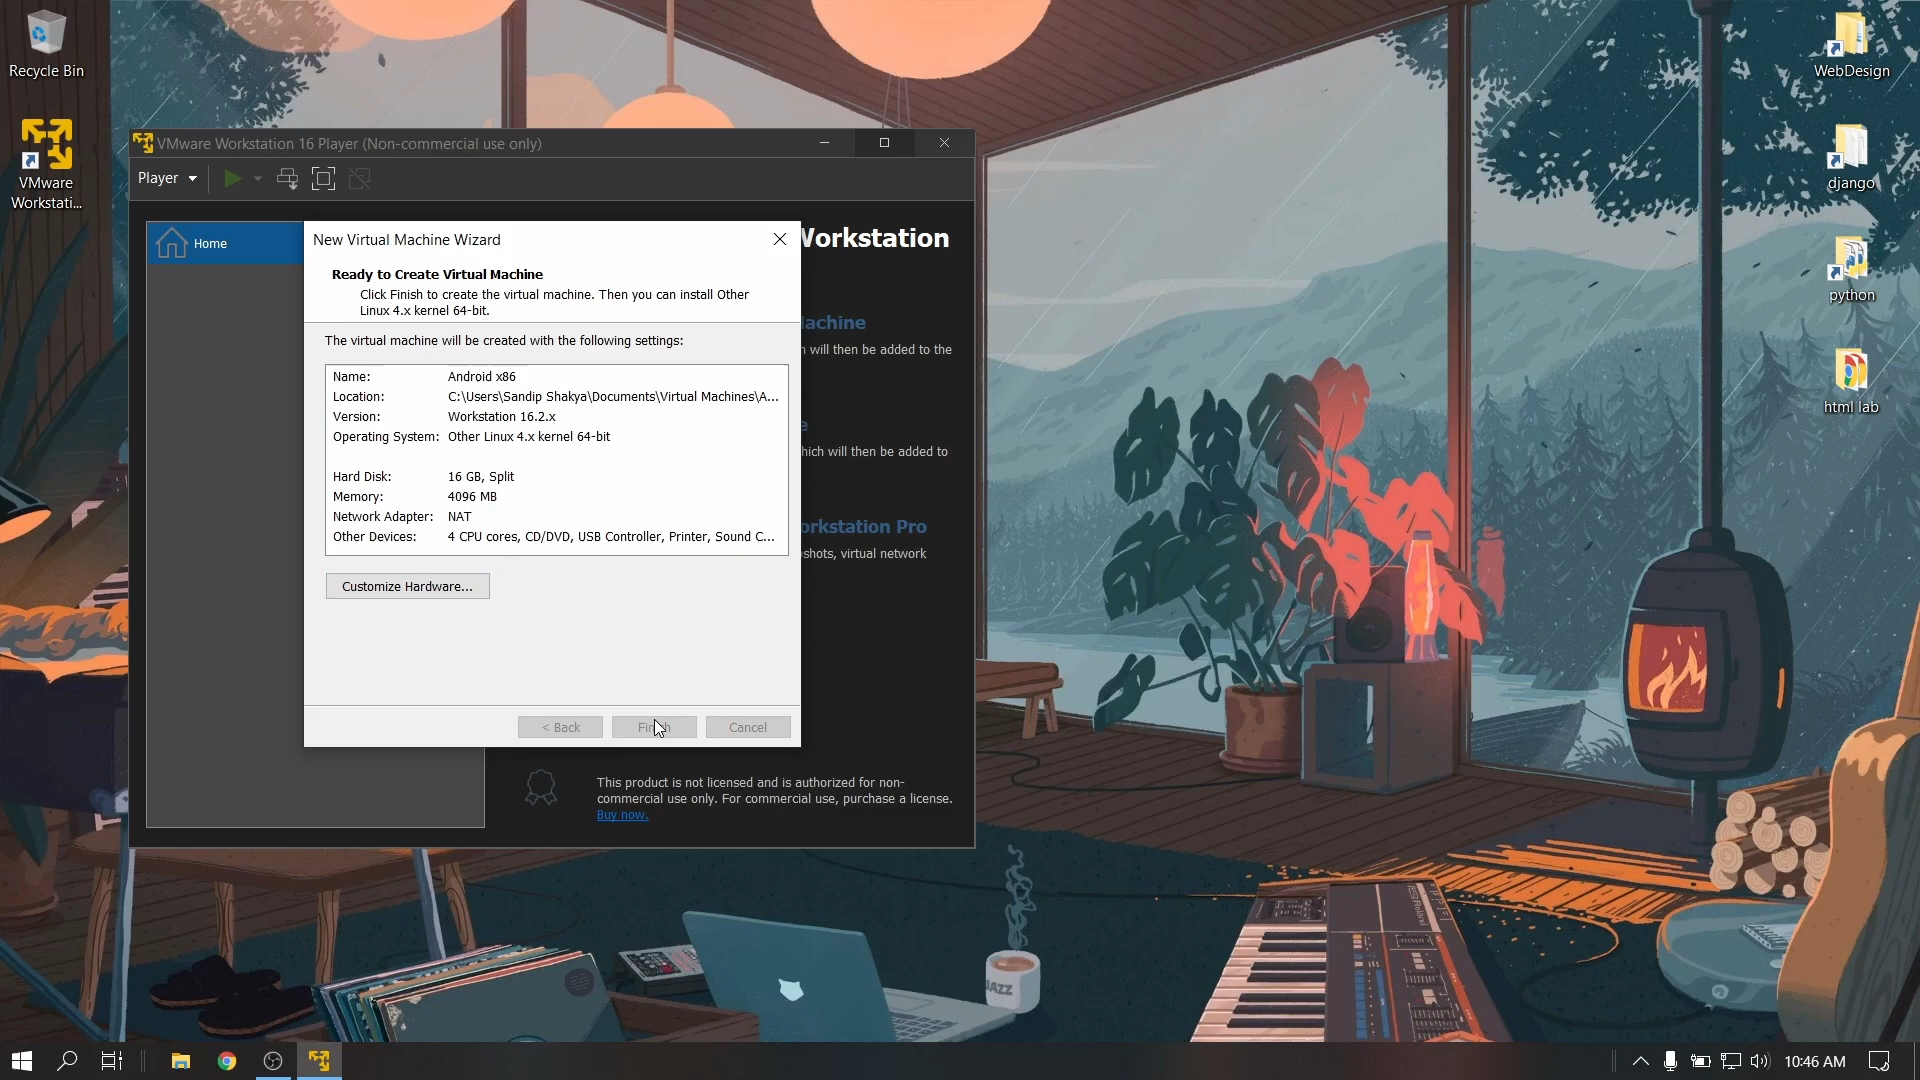 Recycle Bin
VMware
Workstati...
WebDesign
django
python
html lab
VMware Workstation 16 Player (Non-commercial use only)
Player
Home
Workstation
New Virtual Machine Wizard
Ready to Create Virtual Machine
Click Finish to create the virtual machine. Then you can install Other
Linux 4.x kernel 64-bit.
The virtual machine will be created with the following settings:
Name: Android x86
Location: C:\Users\Sandip Shakya\Documents\Virtual Machines\A...
Version: Workstation 16.2.x
Operating System: Other Linux 4.x kernel 64-bit
Hard Disk: 16 GB, Split
Memory: 4096 MB
Network Adapter: NAT
Other Devices: 4 CPU cores, CD/DVD, USB Controller, Printer, Sound C...
Customize Hardware...
< Back
Finish
Cancel
will then be added to the
which will then be added to
Workstation Pro
virtual network
This product is not licensed and is authorized for non-
commercial use only. For commercial use, purchase a license.
Buy now.
JAZZ
Roland
10:46 AM